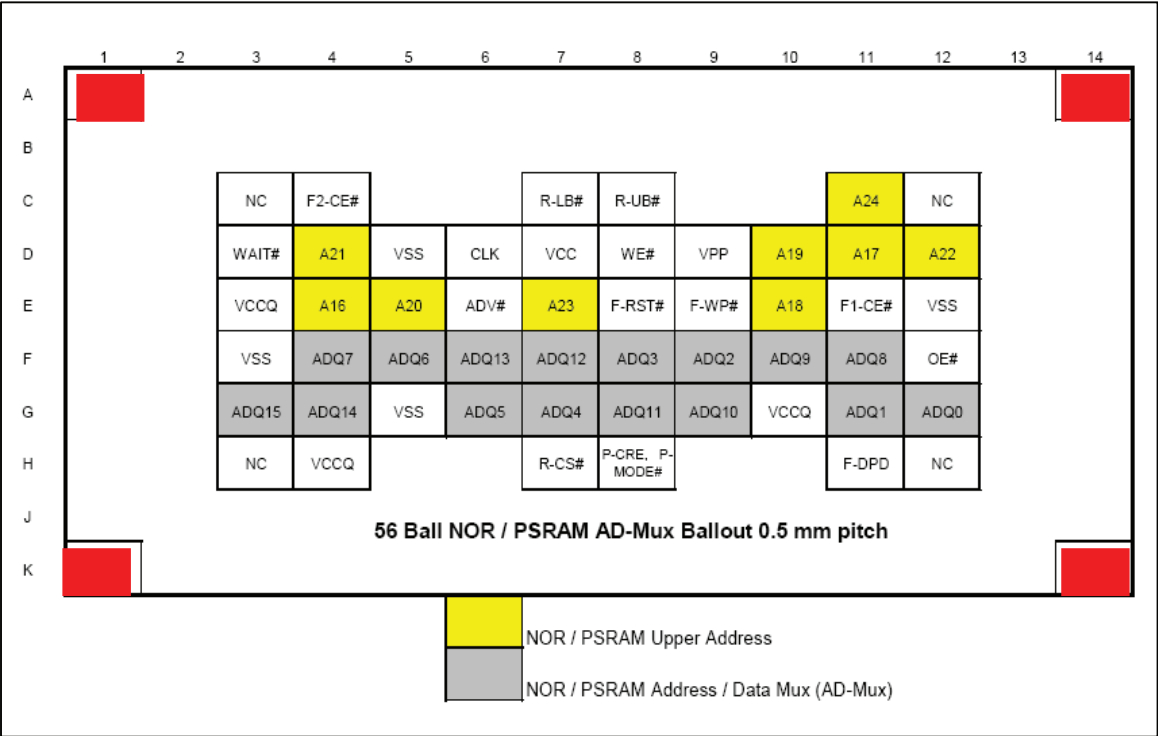 1 2 3 4 5 6 7 8 9 10 11 12 13 14
A
B
C NC F2-CE# R-LB# R-UB# A24 NC
D WAIT# A21 VSS CLK VCC WE# VPP A19 A17 A22
E VCCQ A16 A20 ADV# A23 F-RST# F-WP# A18 F1-CE# VSS
F VSS ADQ7 ADQ6 ADQ13 ADQ12 ADQ3 ADQ2 ADQ9 ADQ8 OE#
G ADQ15 ADQ14 VSS ADQ5 ADQ4 ADQ11 ADQ10 VCCQ ADQ1 ADQ0
H NC VCCQ R-CS# P-CRE, P-MODE# F-DPD NC
J
56 Ball NOR / PSRAM AD-Mux Ballout 0.5 mm pitch
K
NOR / PSRAM Upper Address
NOR / PSRAM Address / Data Mux (AD-Mux)